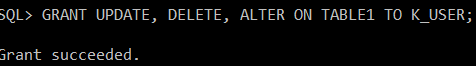 SQL> GRANT UPDATE, DELETE, ALTER ON TABLE1 TO K_USER;
Grant succeeded.